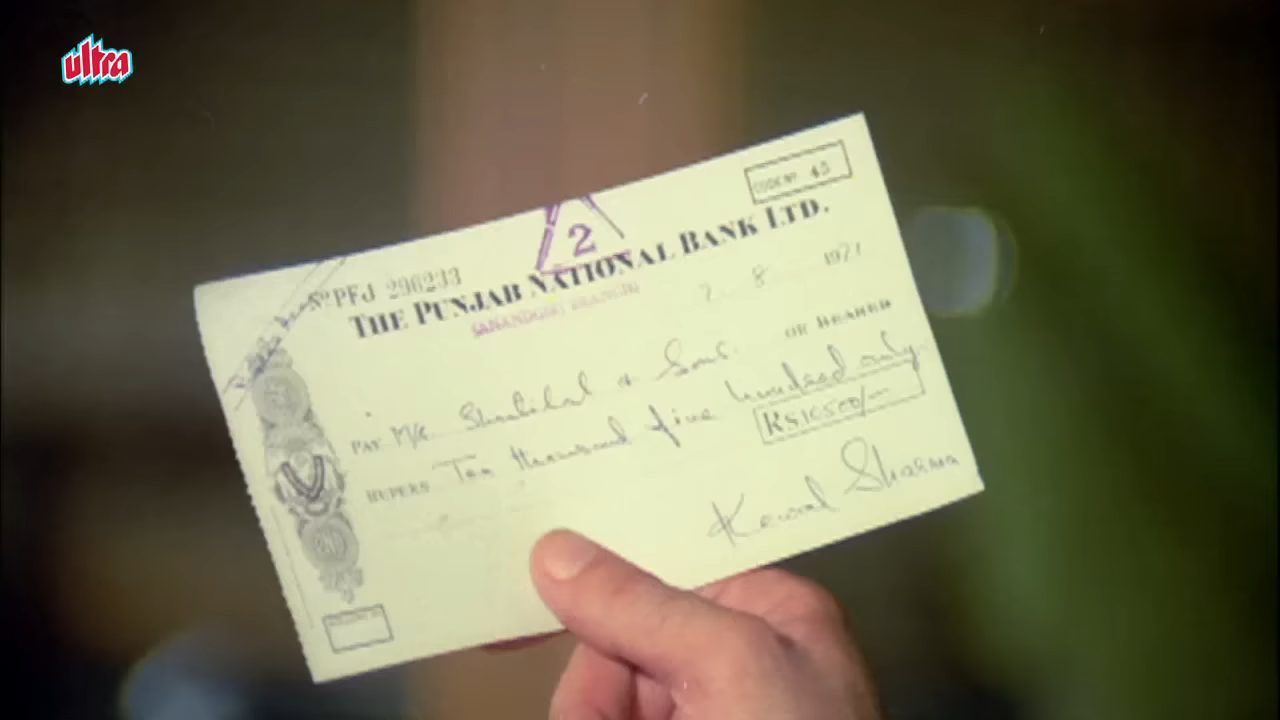 ultra
CODE NO 45
2
Nº PFJ 296233
THE PUNJAB NATIONAL BANK LTD.
2 8 1971
PAY M/s. & Sons. OR BEARER
RUPEES Ten thousand five hundred only.
RS 10500/-
Kewal Sharma